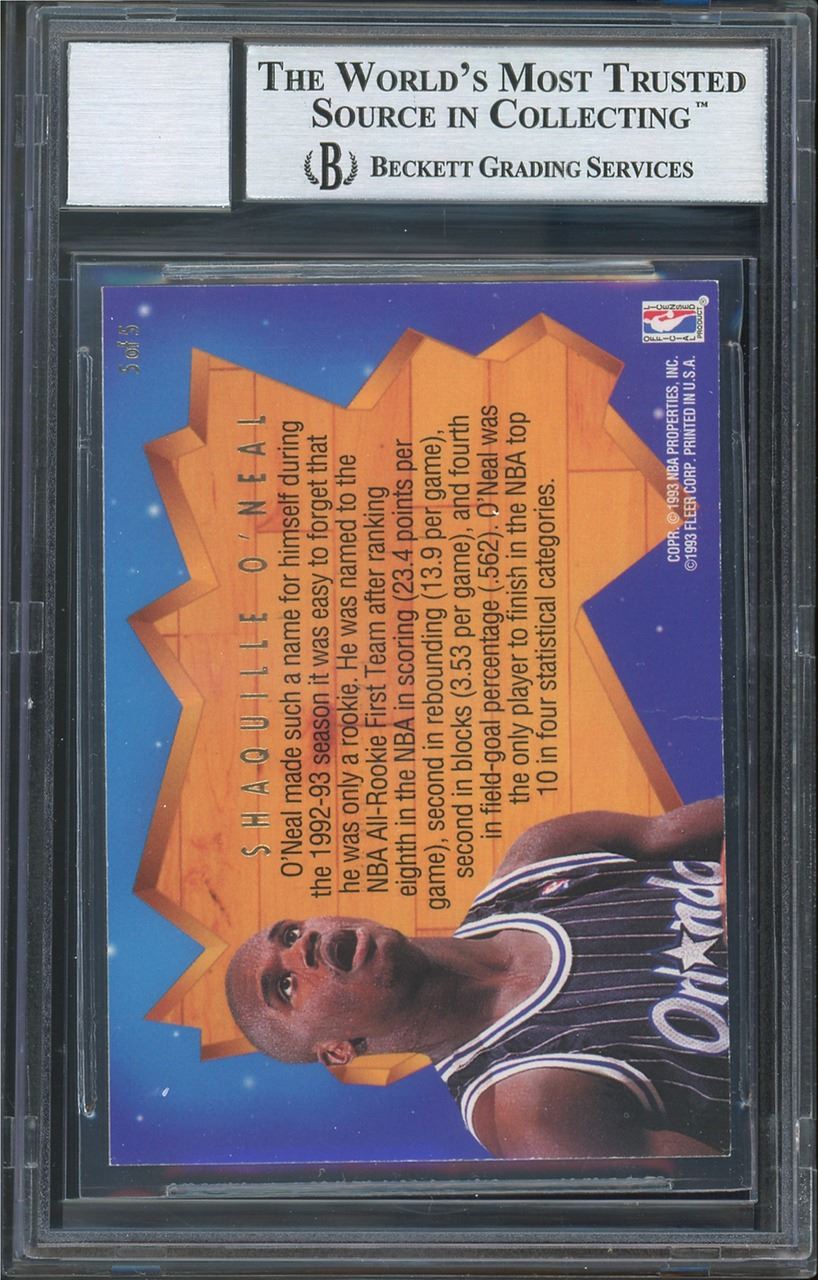 THE WORLD'S MOST TRUSTED
SOURCE IN COLLECTING™
B BECKETT GRADING SERVICES
5 of 5
SHAQUILLE O'NEAL
O'Neal made such a name for himself during
the 1992-93 season it was easy to forget that
he was only a rookie. He was named to the
NBA All-Rookie First Team after ranking
eighth in the NBA in scoring (23.4 points per
game), second in rebounding (13.9 per game),
second in blocks (3.53 per game), and fourth
in field-goal percentage (.562). O'Neal was
the only player to finish in the NBA top
10 in four statistical categories.
OFFICIAL LICENSED
PRODUCT®
COPR. © 1993 NBA PROPERTIES, INC.
©1993 FLEER CORP. PRINTED IN U.S.A.
Orlando